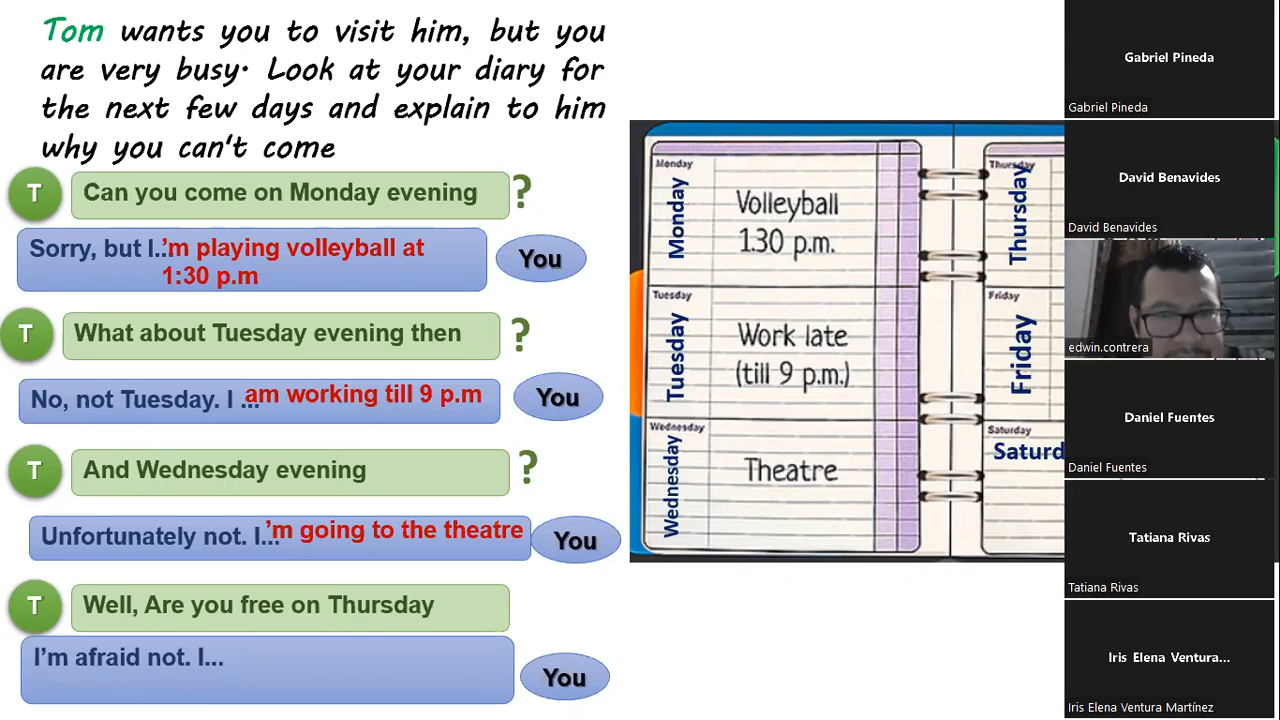 Tom wants you to visit him, but you
are very busy. Look at your diary for
the next few days and explain to him
why you can't come
T Can you come on Monday evening ?
Sorry, but I..'m playing volleyball at
1:30 p.m
You
T What about Tuesday evening then ?
No, not Tuesday. I ...am working till 9 p.m
You
T And Wednesday evening ?
Unfortunately not. I...'m going to the theatre
You
T Well, Are you free on Thursday
I'm afraid not. I...
You
Monday
Monday
Volleyball
1.30 p.m.
Tuesday
Tuesday
Work late
(till 9 p.m.)
Wednesday
Wednesday
Theatre
Thursday
Thursday
Friday
Friday
Saturday
Saturd
Gabriel Pineda
Gabriel Pineda
David Benavides
David Benavides
edwin.contrera
Daniel Fuentes
Daniel Fuentes
Tatiana Rivas
Tatiana Rivas
Iris Elena Ventura...
Iris Elena Ventura Martínez